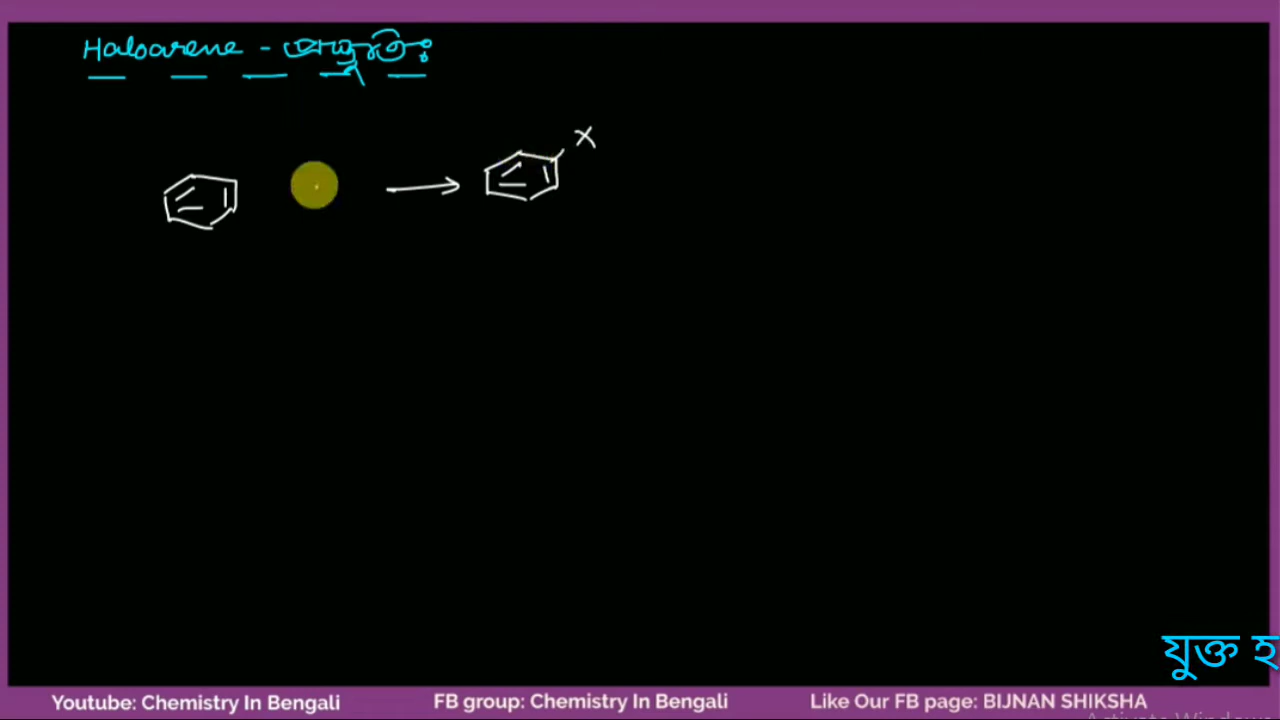 Haloarene - প্রস্তুতিঃ
X
যুক্ত হ
Youtube: Chemistry In Bengali FB group: Chemistry In Bengali Like Our FB page: BIJNAN SHIKSHA